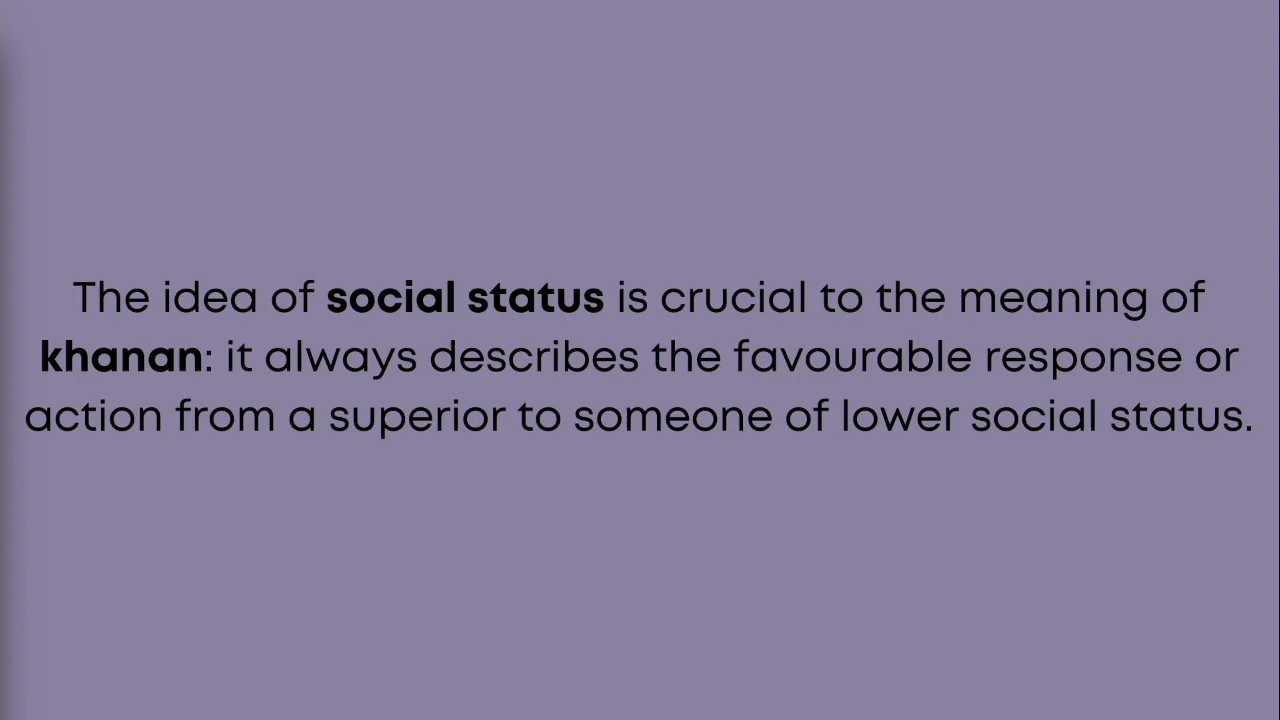 The idea of social status is crucial to the meaning of
khanan: it always describes the favourable response or
action from a superior to someone of lower social status.